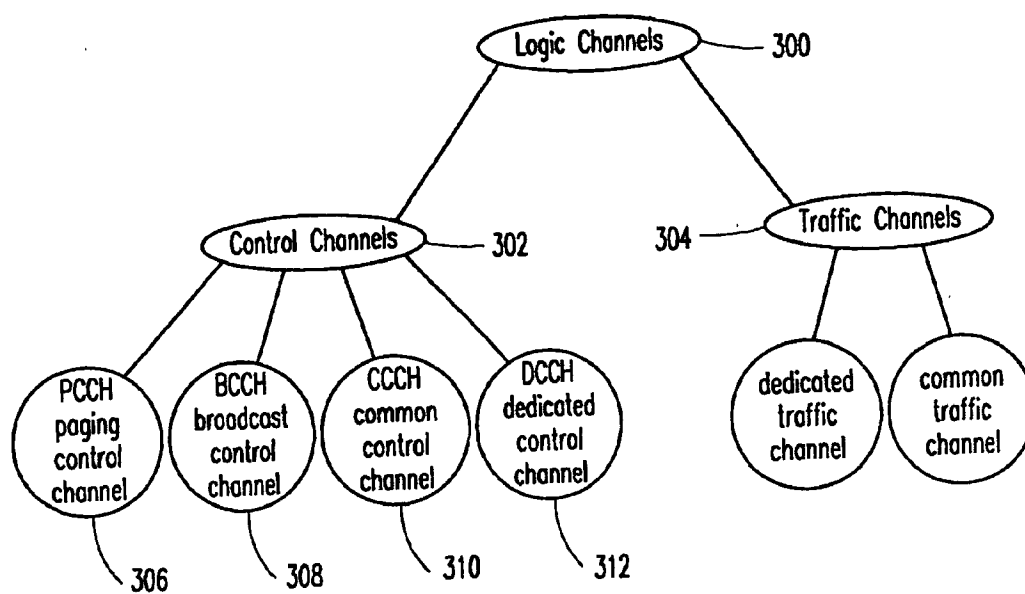 Logic Channels
300
Control Channels
302
304
Traffic Channels
PCCH
paging
control
channel
BCCH
broadcast
control
channel
CCCH
common
control
channel
DCCH
dedicated
control
channel
dedicated
traffic
channel
common
traffic
channel
306
308
310
312